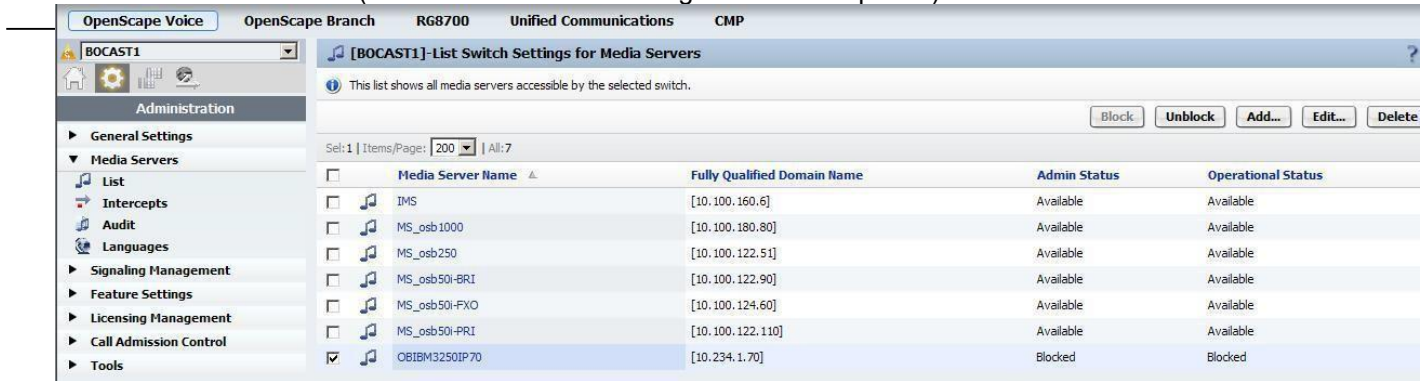 OpenScape Voice OpenScape Branch RG8700 Unified Communications CMP
BOCAST1
[BOCAST1]-List Switch Settings for Media Servers ?
This list shows all media servers accessible by the selected switch.
Administration
Block Unblock Add... Edit... Delete
General Settings
Sel:1 | Items/Page: 200 | All:7
Media Servers
List
Intercepts
Audit
Languages
Signaling Management
Feature Settings
Licensing Management
Call Admission Control
Tools
Media Server Name Fully Qualified Domain Name Admin Status Operational Status
IMS [10.100.160.6] Available Available
MS_osb1000 [10.100.180.80] Available Available
MS_osb250 [10.100.122.51] Available Available
MS_osb50i-BRI [10.100.122.90] Available Available
MS_osb50i-FXO [10.100.124.60] Available Available
MS_osb50i-PRI [10.100.122.110] Available Available
OBIBM3250IP70 [10.234.1.70] Blocked Blocked